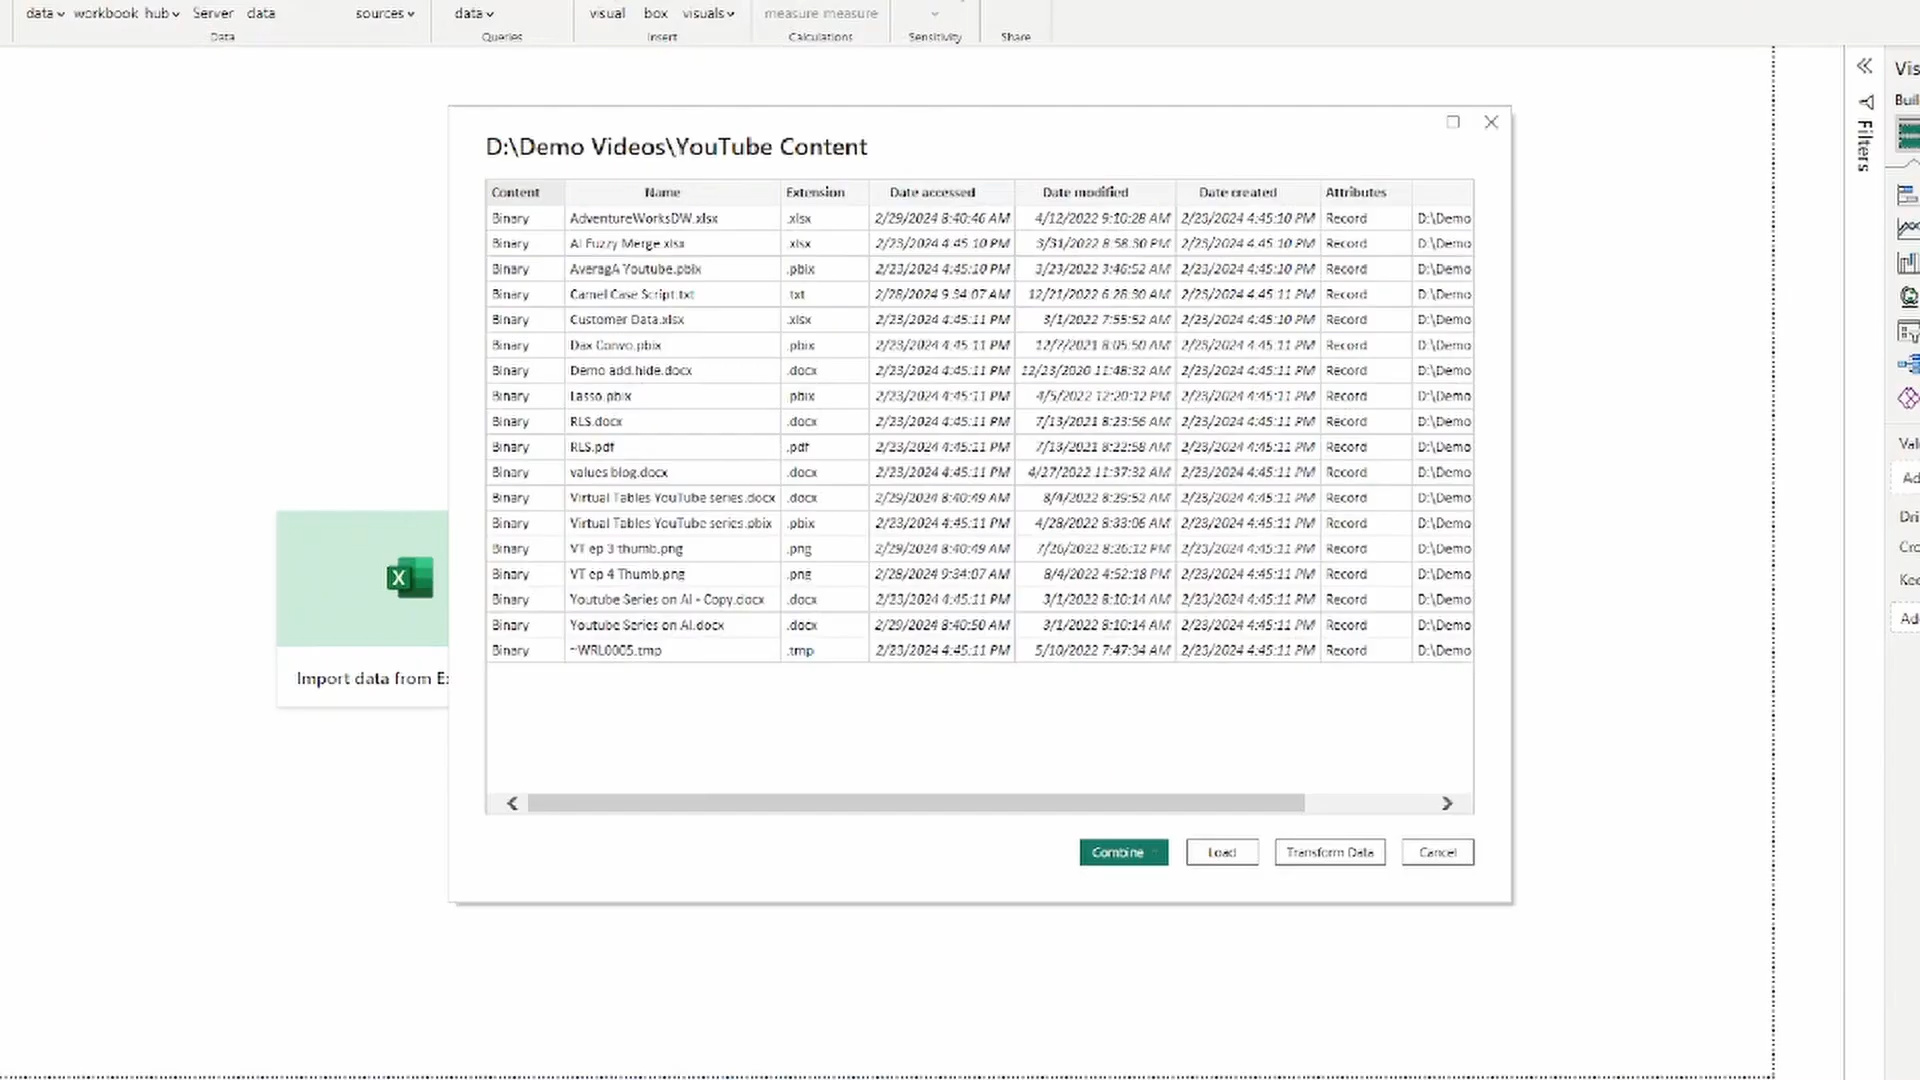 data workbook hub Server data sources data visual box visuals measure measure
Data Queries Insert Calculations Sensitivity Share
D:\Demo Videos\YouTube Content
Content Name Extension Date accessed Date modified Date created Attributes
Binary AdventureWorksDW.xlsx .xlsx 2/29/2024 8:40:46 AM 4/12/2022 9:10:28 AM 2/23/2024 4:45:10 PM Record D:\Demo
Binary AI Fuzzy Merge.xlsx .xlsx 2/23/2024 4:45:10 PM 3/31/2022 8:58:30 PM 2/23/2024 4:45:10 PM Record D:\Demo
Binary AveragA Youtube.pbix .pbix 2/23/2024 4:45:10 PM 3/23/2022 3:46:52 AM 2/23/2024 4:45:10 PM Record D:\Demo
Binary Camel Case Script.txt .txt 2/28/2024 9:34:07 AM 12/21/2022 6:28:30 AM 2/23/2024 4:45:11 PM Record D:\Demo
Binary Customer Data.xlsx .xlsx 2/23/2024 4:45:11 PM 3/1/2022 7:55:52 AM 2/23/2024 4:45:10 PM Record D:\Demo
Binary Dax Convo.pbix .pbix 2/23/2024 4:45:11 PM 12/7/2021 8:05:50 AM 2/23/2024 4:45:11 PM Record D:\Demo
Binary Demo add.hide.docx .docx 2/23/2024 4:45:11 PM 12/23/2020 11:48:32 AM 2/23/2024 4:45:11 PM Record D:\Demo
Binary Lasso.pbix .pbix 2/23/2024 4:45:11 PM 4/5/2022 12:20:12 PM 2/23/2024 4:45:11 PM Record D:\Demo
Binary RLS.docx .docx 2/23/2024 4:45:11 PM 7/13/2021 8:23:56 AM 2/23/2024 4:45:11 PM Record D:\Demo
Binary RLS.pdf .pdf 2/23/2024 4:45:11 PM 7/13/2021 8:22:58 AM 2/23/2024 4:45:11 PM Record D:\Demo
Binary values blog.docx .docx 2/23/2024 4:45:11 PM 4/27/2022 11:37:32 AM 2/23/2024 4:45:11 PM Record D:\Demo
Binary Virtual Tables YouTube series.docx .docx 2/29/2024 8:40:49 AM 8/4/2022 8:29:52 AM 2/23/2024 4:45:11 PM Record D:\Demo
Binary Virtual Tables YouTube series.pbix .pbix 2/23/2024 4:45:11 PM 4/28/2022 8:33:06 AM 2/23/2024 4:45:11 PM Record D:\Demo
Binary VT ep 3 thumb.png .png 2/29/2024 8:40:49 AM 7/26/2022 8:26:12 PM 2/23/2024 4:45:11 PM Record D:\Demo
Binary VT ep 4 Thumb.png .png 2/28/2024 9:34:07 AM 8/4/2022 4:52:18 PM 2/23/2024 4:45:11 PM Record D:\Demo
Binary Youtube Series on AI - Copy.docx .docx 2/23/2024 4:45:11 PM 3/1/2022 8:10:14 AM 2/23/2024 4:45:11 PM Record D:\Demo
Binary Youtube Series on AI.docx .docx 2/29/2024 8:40:50 AM 3/1/2022 8:10:14 AM 2/23/2024 4:45:11 PM Record D:\Demo
Binary ~WRL0005.tmp .tmp 2/23/2024 4:45:11 PM 5/10/2022 7:47:34 AM 2/23/2024 4:45:11 PM Record D:\Demo
Combine Load Transform Data Cancel
X
Import data from
Filters